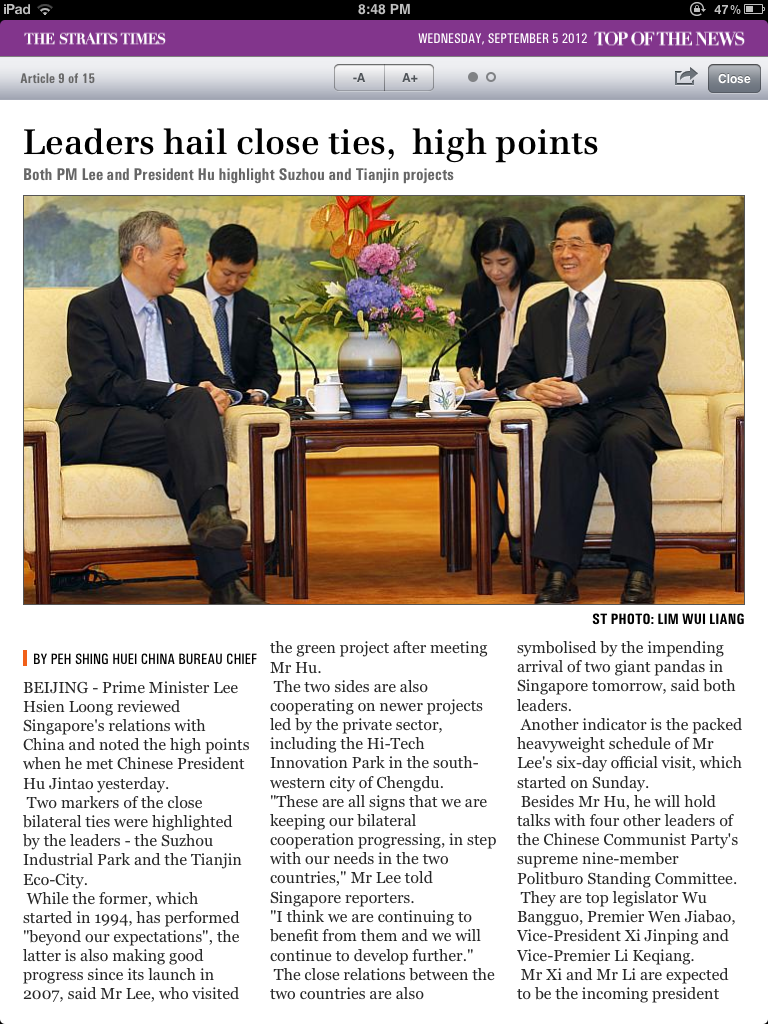 iPad
8:48 PM
47%
THE STRAITS TIMES
WEDNESDAY, SEPTEMBER 5 2012 TOP OF THE NEWS
Article 9 of 15
-A
A+
Close
Leaders hail close ties, high points
Both PM Lee and President Hu highlight Suzhou and Tianjin projects
ST PHOTO: LIM WUI LIANG
BY PEH SHING HUEI CHINA BUREAU CHIEF
BEIJING - Prime Minister Lee
Hsien Loong reviewed
Singapore's relations with
China and noted the high points
when he met Chinese President
Hu Jintao yesterday.
Two markers of the close
bilateral ties were highlighted
by the leaders - the Suzhou
Industrial Park and the Tianjin
Eco-City.
While the former, which
started in 1994, has performed
"beyond our expectations", the
latter is also making good
progress since its launch in
2007, said Mr Lee, who visited
the green project after meeting
Mr Hu.
The two sides are also
cooperating on newer projects
led by the private sector,
including the Hi-Tech
Innovation Park in the south-
western city of Chengdu.
"These are all signs that we are
keeping our bilateral
cooperation progressing, in step
with our needs in the two
countries," Mr Lee told
Singapore reporters.
"I think we are continuing to
benefit from them and we will
continue to develop further."
The close relations between the
two countries are also
symbolised by the impending
arrival of two giant pandas in
Singapore tomorrow, said both
leaders.
Another indicator is the packed
heavyweight schedule of Mr
Lee's six-day official visit, which
started on Sunday.
Besides Mr Hu, he will hold
talks with four other leaders of
the Chinese Communist Party's
supreme nine-member
Politburo Standing Committee.
They are top legislator Wu
Bangguo, Premier Wen Jiabao,
Vice-President Xi Jinping and
Vice-Premier Li Keqiang.
Mr Xi and Mr Li are expected
to be the incoming president